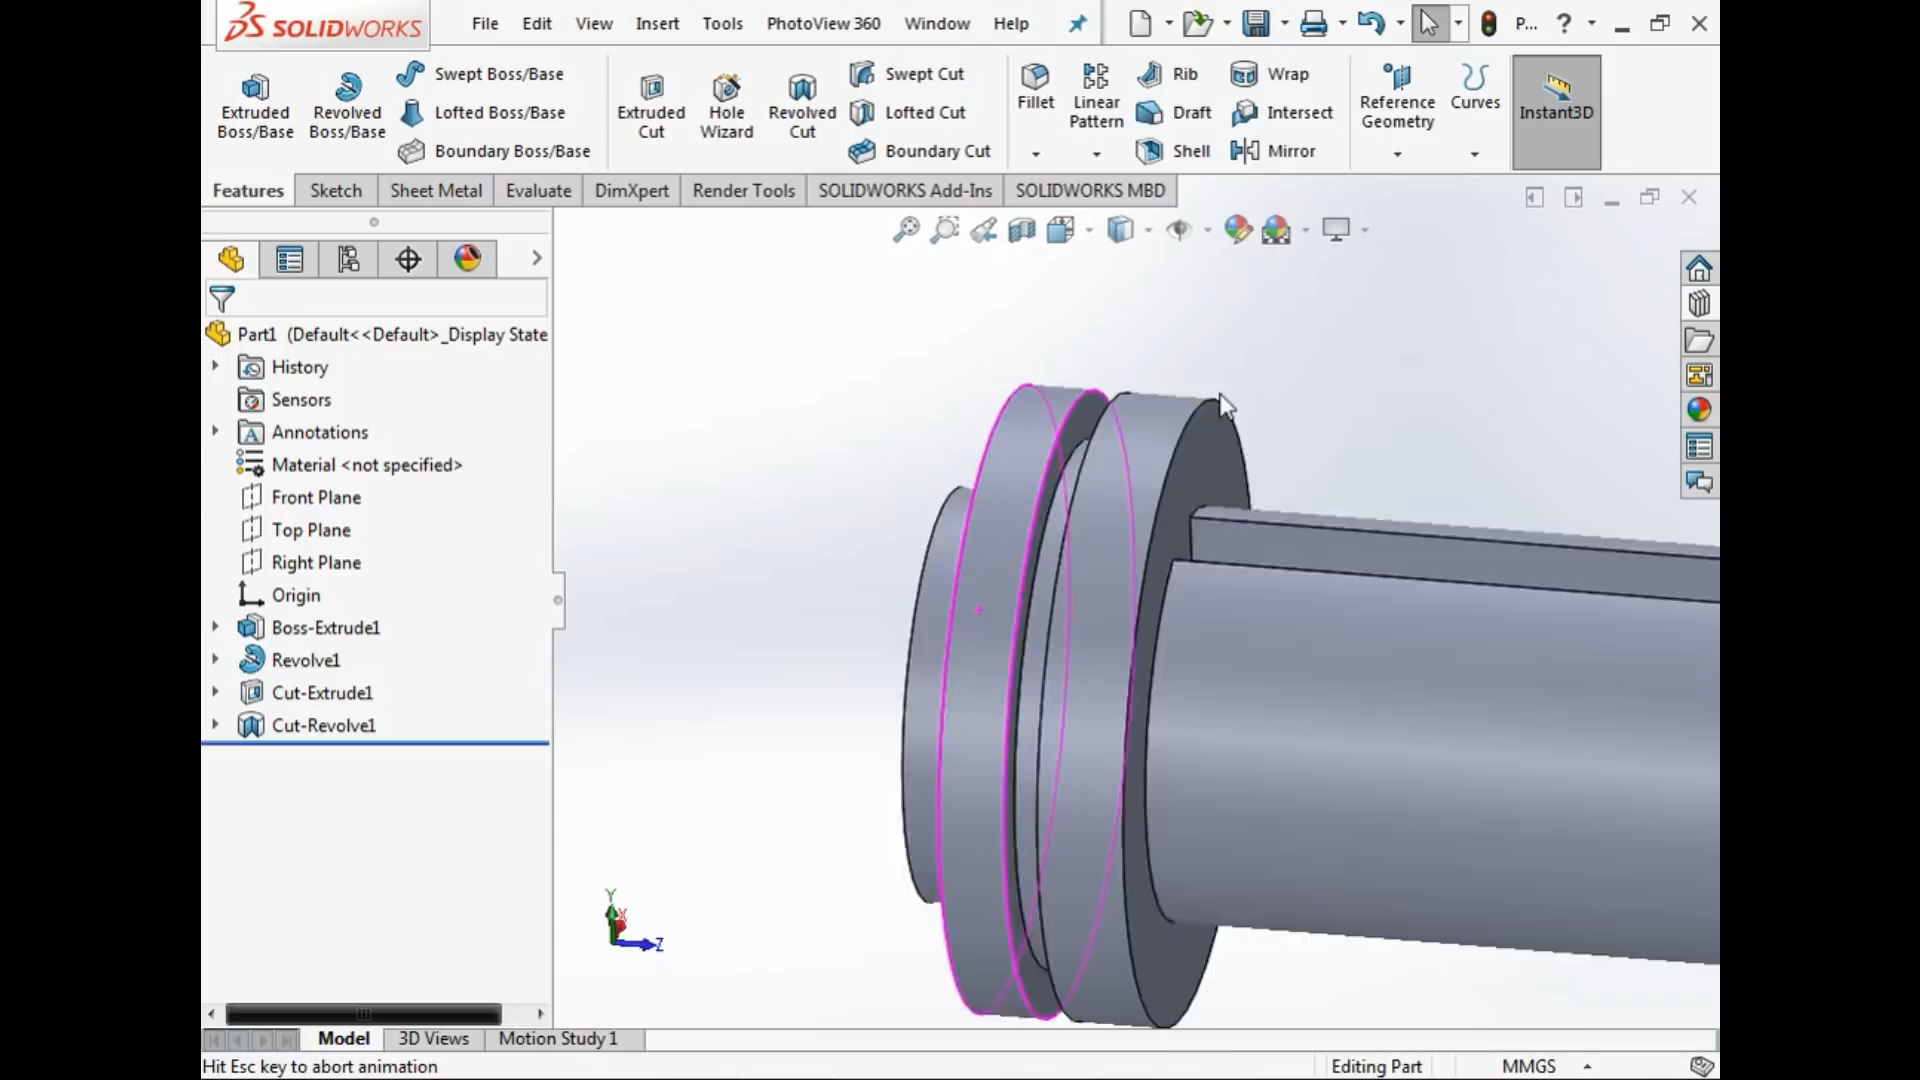 SOLIDWORKS
File Edit View Insert Tools PhotoView 360 Window Help P... ?
Extruded Boss/Base
Revolved Boss/Base
Swept Boss/Base
Lofted Boss/Base
Boundary Boss/Base
Extruded Cut
Hole Wizard
Revolved Cut
Swept Cut
Lofted Cut
Boundary Cut
Fillet
Linear Pattern
Rib
Draft
Shell
Wrap
Intersect
Mirror
Reference Geometry
Curves
Instant3D
Features Sketch Sheet Metal Evaluate DimXpert Render Tools SOLIDWORKS Add-Ins SOLIDWORKS MBD
Part1 (Default<<Default>_Display State
History
Sensors
Annotations
Material <not specified>
Front Plane
Top Plane
Right Plane
Origin
Boss-Extrude1
Revolve1
Cut-Extrude1
Cut-Revolve1
Y
X
Z
Model 3D Views Motion Study 1
Hit Esc key to abort animation Editing Part MMGS